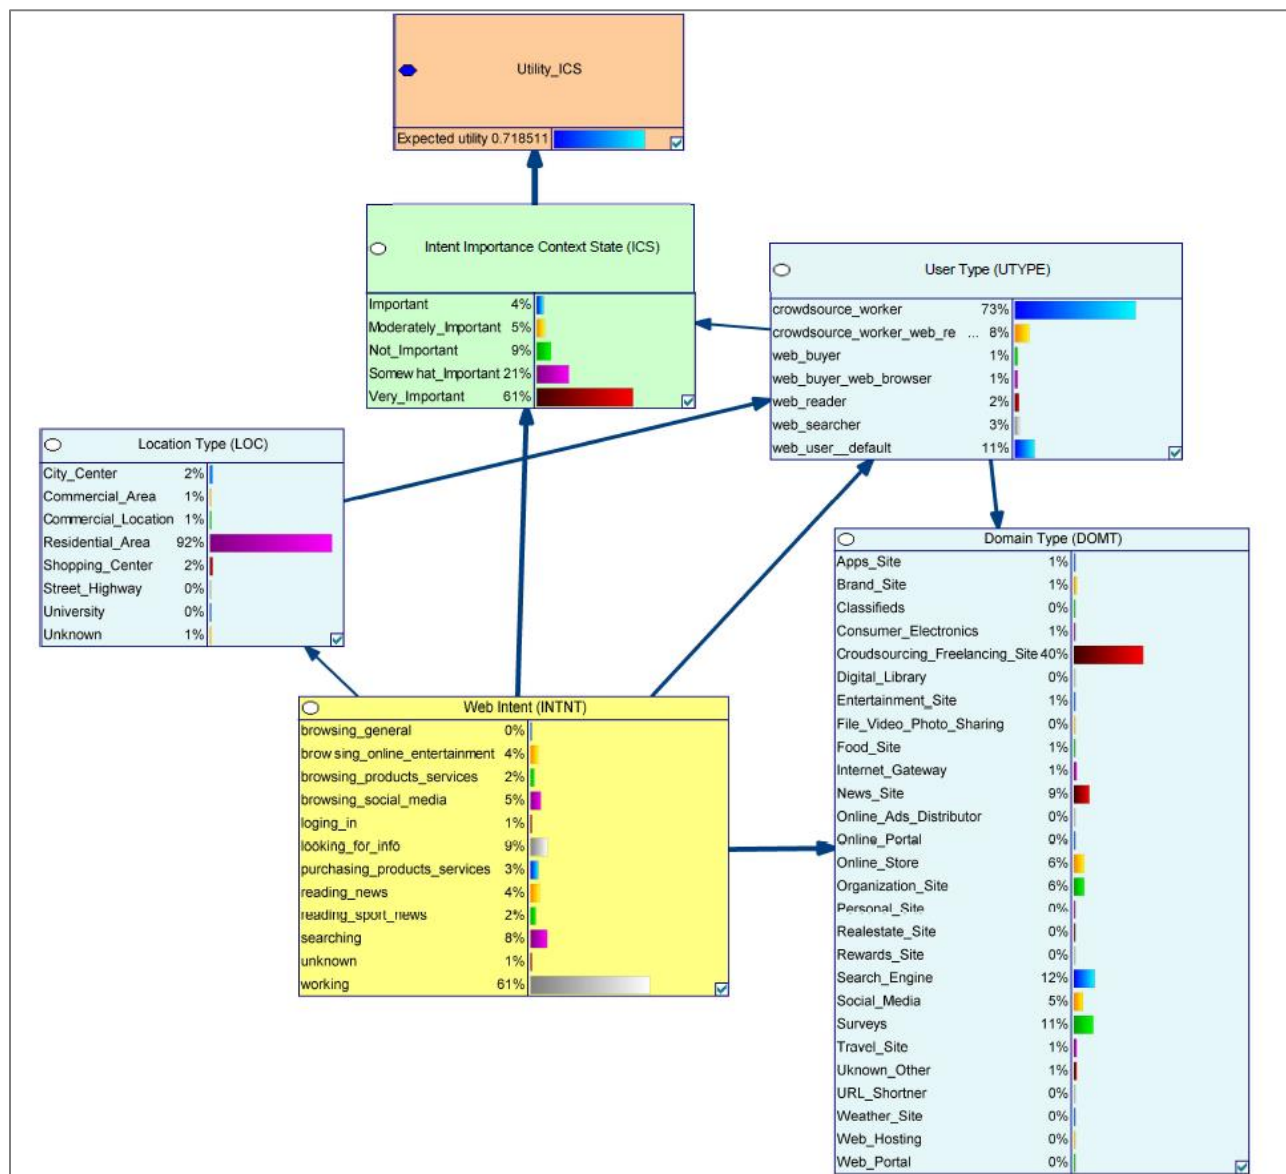 Utility_ICS
Expected utility 0.718511
Intent Importance Context State (ICS)
Important 4%
Moderately_Important 5%
Not_Important 9%
Somewhat_Important 21%
Very_Important 61%
User Type (UTYPE)
crowdsource_worker 73%
crowdsource_worker_web_re ... 8%
web_buyer 1%
web_buyer_web_browser 1%
web_reader 2%
web_searcher 3%
web_user__default 11%
Location Type (LOC)
City_Center 2%
Commercial_Area 1%
Commercial_Location 1%
Residential_Area 92%
Shopping_Center 2%
Street_Highway 0%
University 0%
Unknown 1%
Domain Type (DOMT)
Apps_Site 1%
Brand_Site 1%
Classifieds 0%
Consumer_Electronics 1%
Croudsourcing_Freelancing_Site 40%
Digital_Library 0%
Entertainment_Site 1%
File_Video_Photo_Sharing 0%
Food_Site 1%
Internet_Gateway 1%
News_Site 9%
Online_Ads_Distributor 0%
Online_Portal 0%
Online_Store 6%
Organization_Site 6%
Personal_Site 0%
Realestate_Site 0%
Rewards_Site 0%
Search_Engine 12%
Social_Media 5%
Surveys 11%
Travel_Site 1%
Uknown_Other 1%
URL_Shortner 0%
Weather_Site 0%
Web_Hosting 0%
Web_Portal 0%
Web Intent (INTNT)
browsing_general 0%
browsing_online_entertainment 4%
browsing_products_services 2%
browsing_social_media 5%
loging_in 1%
looking_for_info 9%
purchasing_products_services 3%
reading_news 4%
reading_sport_news 2%
searching 8%
unknown 1%
working 61%